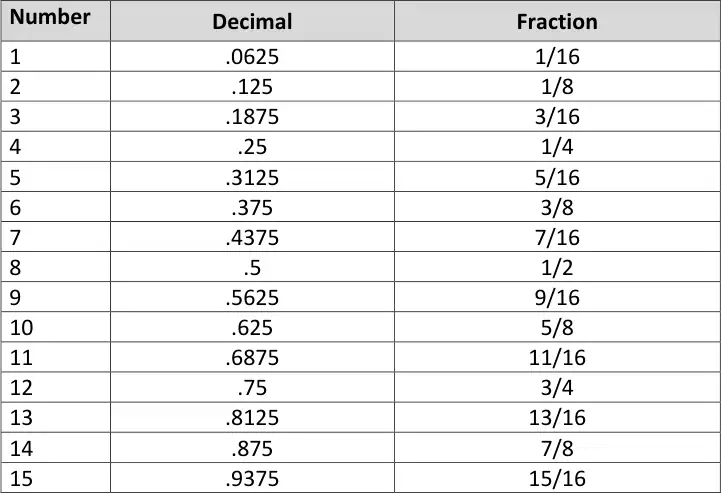 Number Decimal Fraction
1 .0625 1/16
2 .125 1/8
3 .1875 3/16
4 .25 1/4
5 .3125 5/16
6 .375 3/8
7 .4375 7/16
8 .5 1/2
9 .5625 9/16
10 .625 5/8
11 .6875 11/16
12 .75 3/4
13 .8125 13/16
14 .875 7/8
15 .9375 15/16